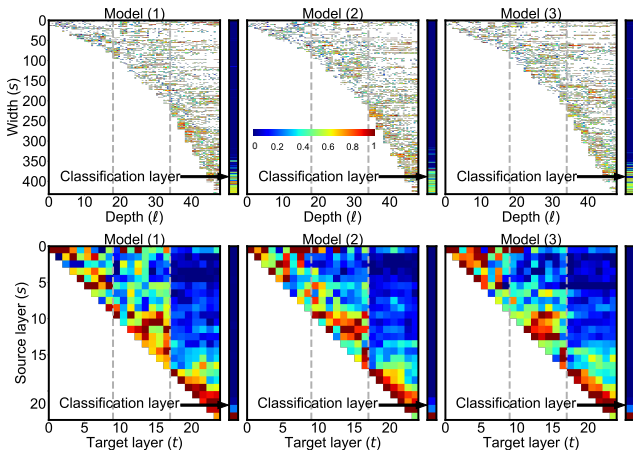 Model (1) Model (2) Model (3)
0
50
100
150
200
250
300
350
400
Width (s)
0 0.2 0.4 0.6 0.8 1
Classification layer Classification layer Classification layer
0 10 20 30 40 0 10 20 30 40 0 10 20 30 40
Depth (ℓ) Depth (ℓ) Depth (ℓ)
Model (1) Model (2) Model (3)
0
5
10
15
20
Source layer (s)
Classification layer Classification layer Classification layer
0 5 10 15 20 0 5 10 15 20 0 5 10 15 20
Target layer (t) Target layer (t) Target layer (t)